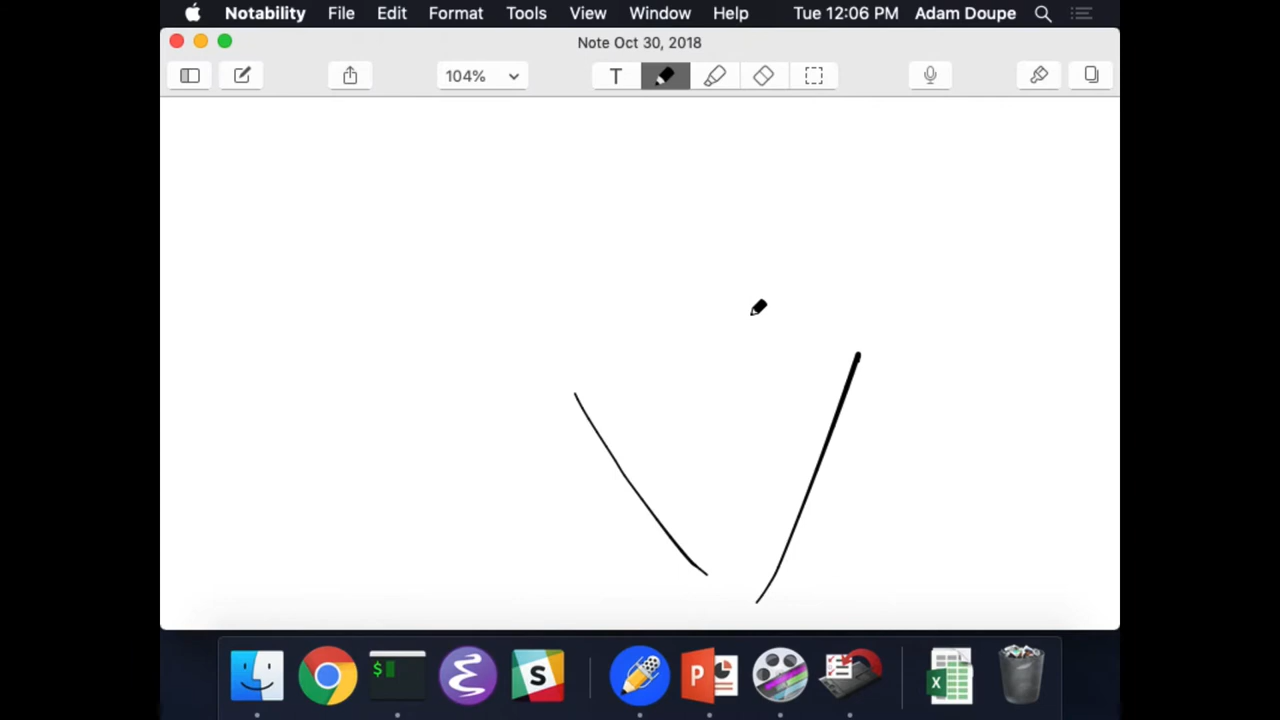 Notability File Edit Format Tools View Window Help Tue 12:06 PM Adam Doupe
Note Oct 30, 2018
104% T
$
S
P
X